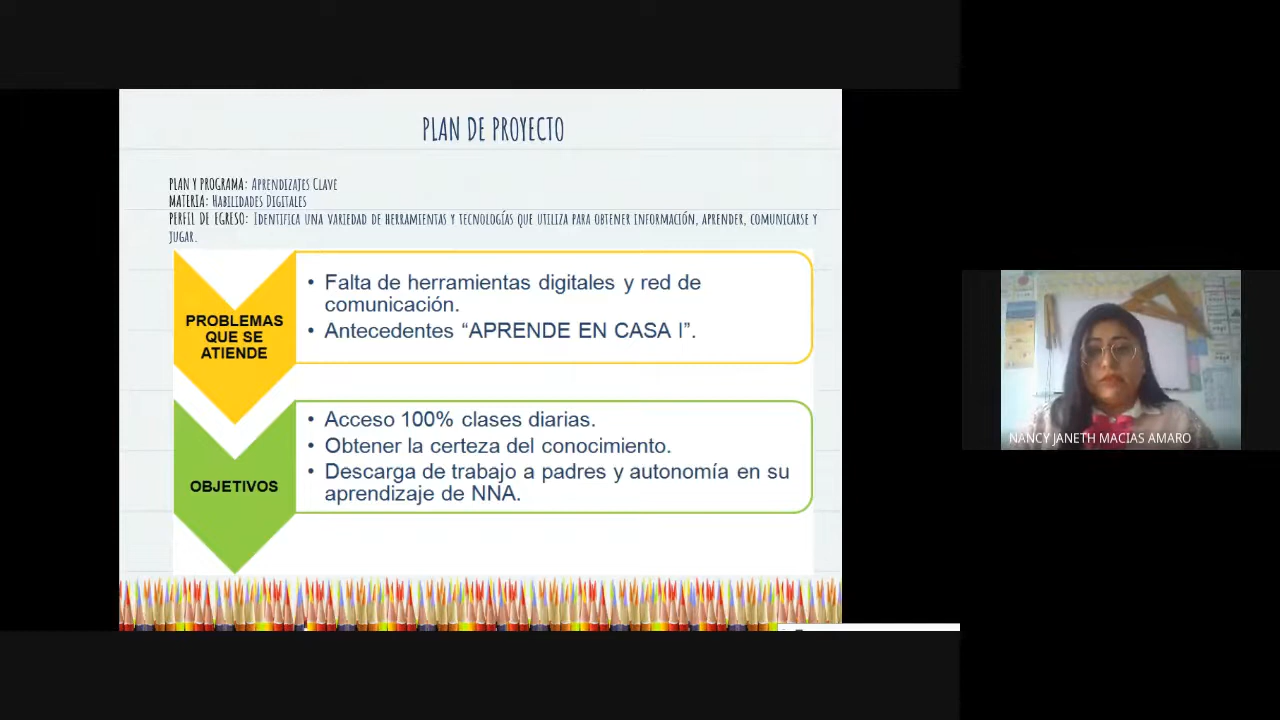 PLAN DE PROYECTO
PLAN Y PROGRAMA: APRENDIZAJES CLAVE
MATERIA: HABILIDADES DIGITALES
PERFIL DE EGRESO: IDENTIFICA UNA VARIEDAD DE HERRAMIENTAS Y TECNOLOGÍAS QUE UTILIZA PARA OBTENER INFORMACIÓN, APRENDER, COMUNICARSE Y
JUGAR.
PROBLEMAS
QUE SE
ATIENDE
• Falta de herramientas digitales y red de
comunicación.
• Antecedentes “APRENDE EN CASA I”.
OBJETIVOS
• Acceso 100% clases diarias.
• Obtener la certeza del conocimiento.
• Descarga de trabajo a padres y autonomía en su
aprendizaje de NNA.
NANCY JANETH MACIAS AMARO